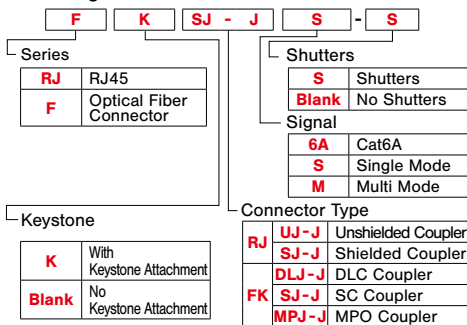 F K SJ - J S - S
Series
RJ RJ45
F Optical Fiber
Connector
Shutters
S Shutters
Blank No Shutters
Signal
6A Cat6A
S Single Mode
M Multi Mode
Keystone
K With
Keystone Attachment
Blank No
Keystone Attachment
Connector Type
RJ UJ-J Unshielded Coupler
SJ-J Shielded Coupler
FK DLJ-J DLC Coupler
SJ-J SC Coupler
MPJ-J MPO Coupler